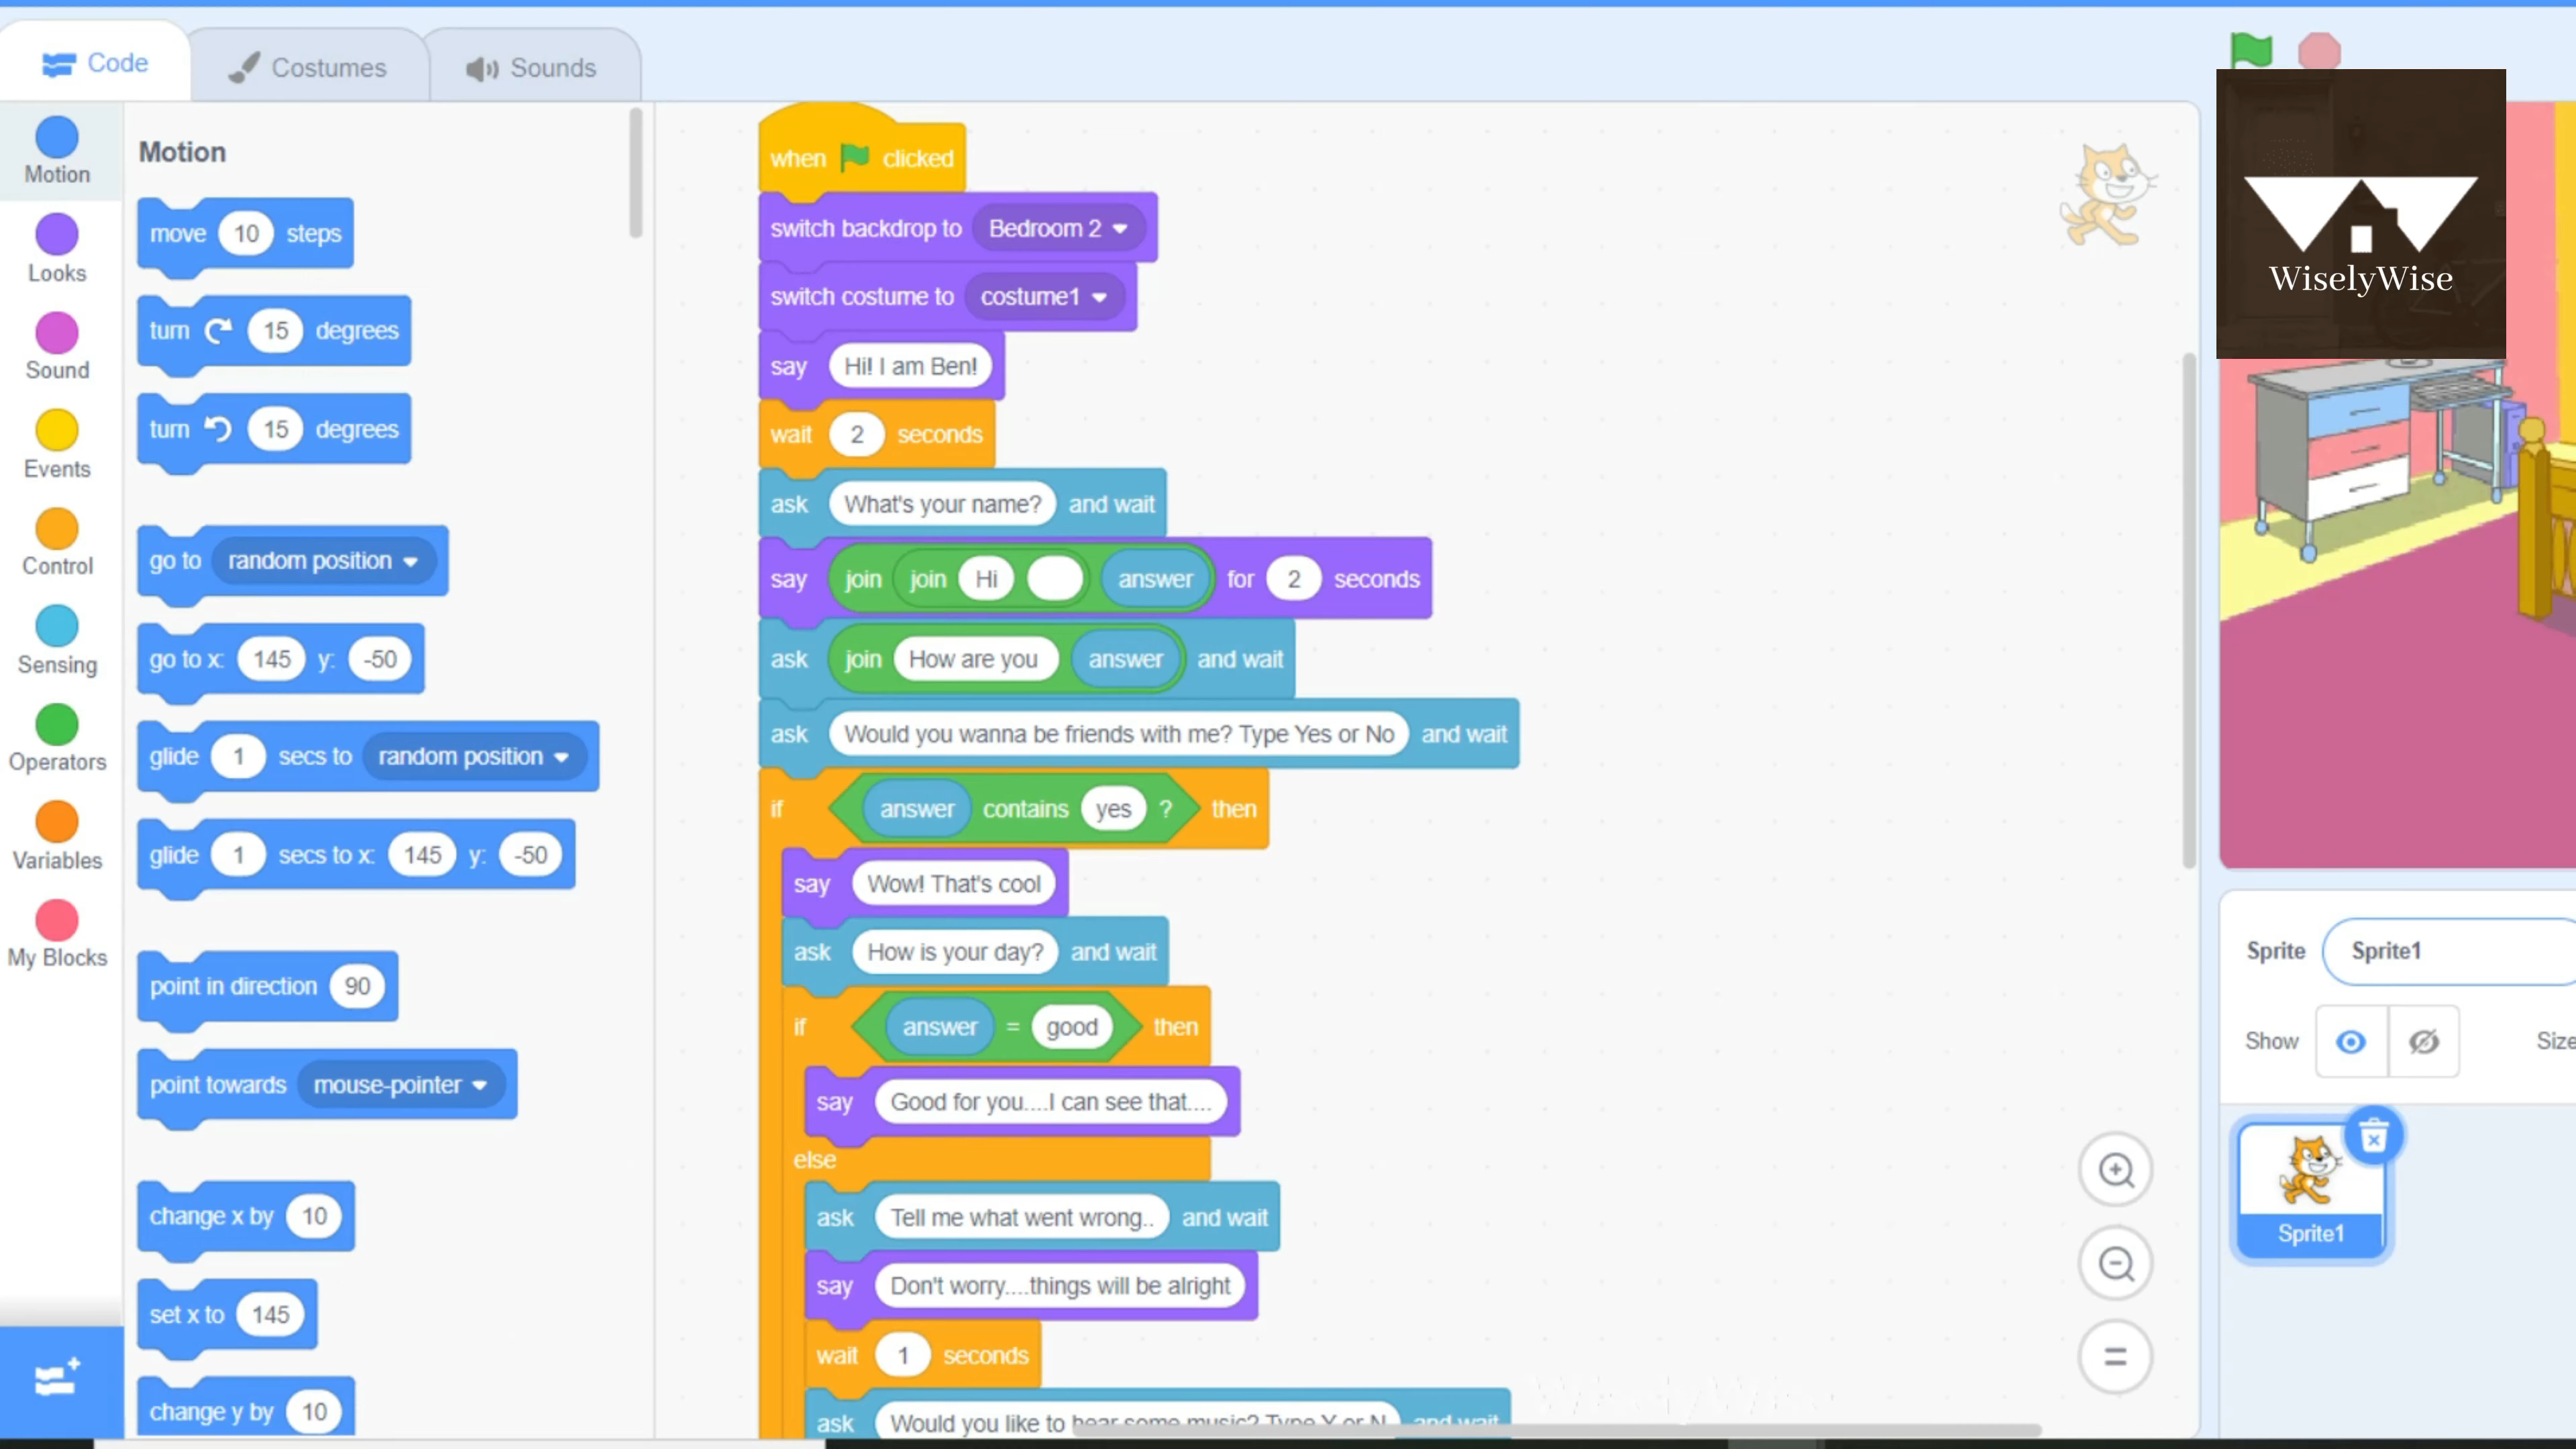 Code
Costumes
Sounds
Motion
Looks
Sound
Events
Control
Sensing
Operators
Variables
My Blocks
Motion
move 10 steps
turn 15 degrees
turn 15 degrees
go to random position
go to x: 145 y: -50
glide 1 secs to random position
glide 1 secs to x: 145 y: -50
point in direction 90
point towards mouse-pointer
change x by 10
set x to 145
change y by 10
when clicked
switch backdrop to Bedroom 2
switch costume to costume1
say Hi! I am Ben!
wait 2 seconds
ask What's your name? and wait
say join join Hi answer for 2 seconds
ask join How are you answer and wait
ask Would you wanna be friends with me? Type Yes or No and wait
if answer contains yes ? then
say Wow! That's cool
ask How is your day? and wait
if answer = good then
say Good for you....I can see that....
else
ask Tell me what went wrong.. and wait
say Don't worry....things will be alright
wait 1 seconds
ask Would you like to hear some music? Type Y or N and wait
WiselyWise
Sprite Sprite1
Show
Size
Sprite1